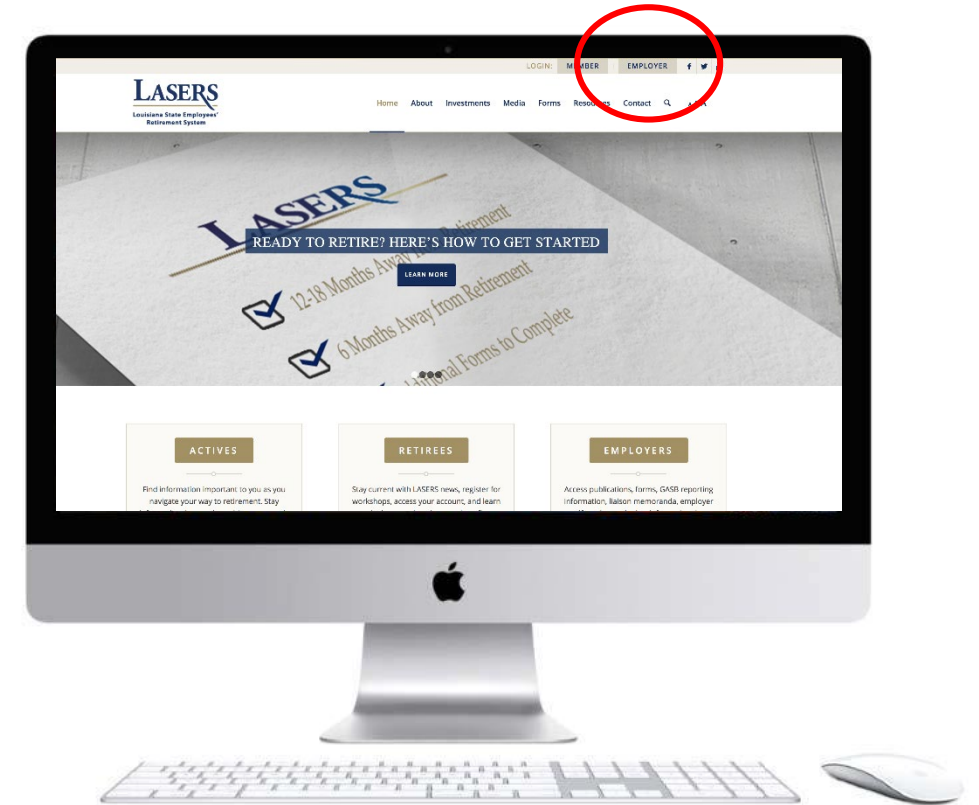 LOGIN: MEMBER EMPLOYER
LASERS
Louisiana State Employees'
Retirement System
Home About Investments Media Forms Resources Contact
LASERS
READY TO RETIRE? HERE'S HOW TO GET STARTED
LEARN MORE
12-18 Months Away from Retirement
6 Months Away from Retirement
Additional Forms to Complete
ACTIVES
Find information important to you as you
navigate your way to retirement. Stay
RETIREES
Stay current with LASERS news, register for
workshops, access your account, and learn
EMPLOYERS
Access publications, forms, GASB reporting
information, liaison memoranda, employer